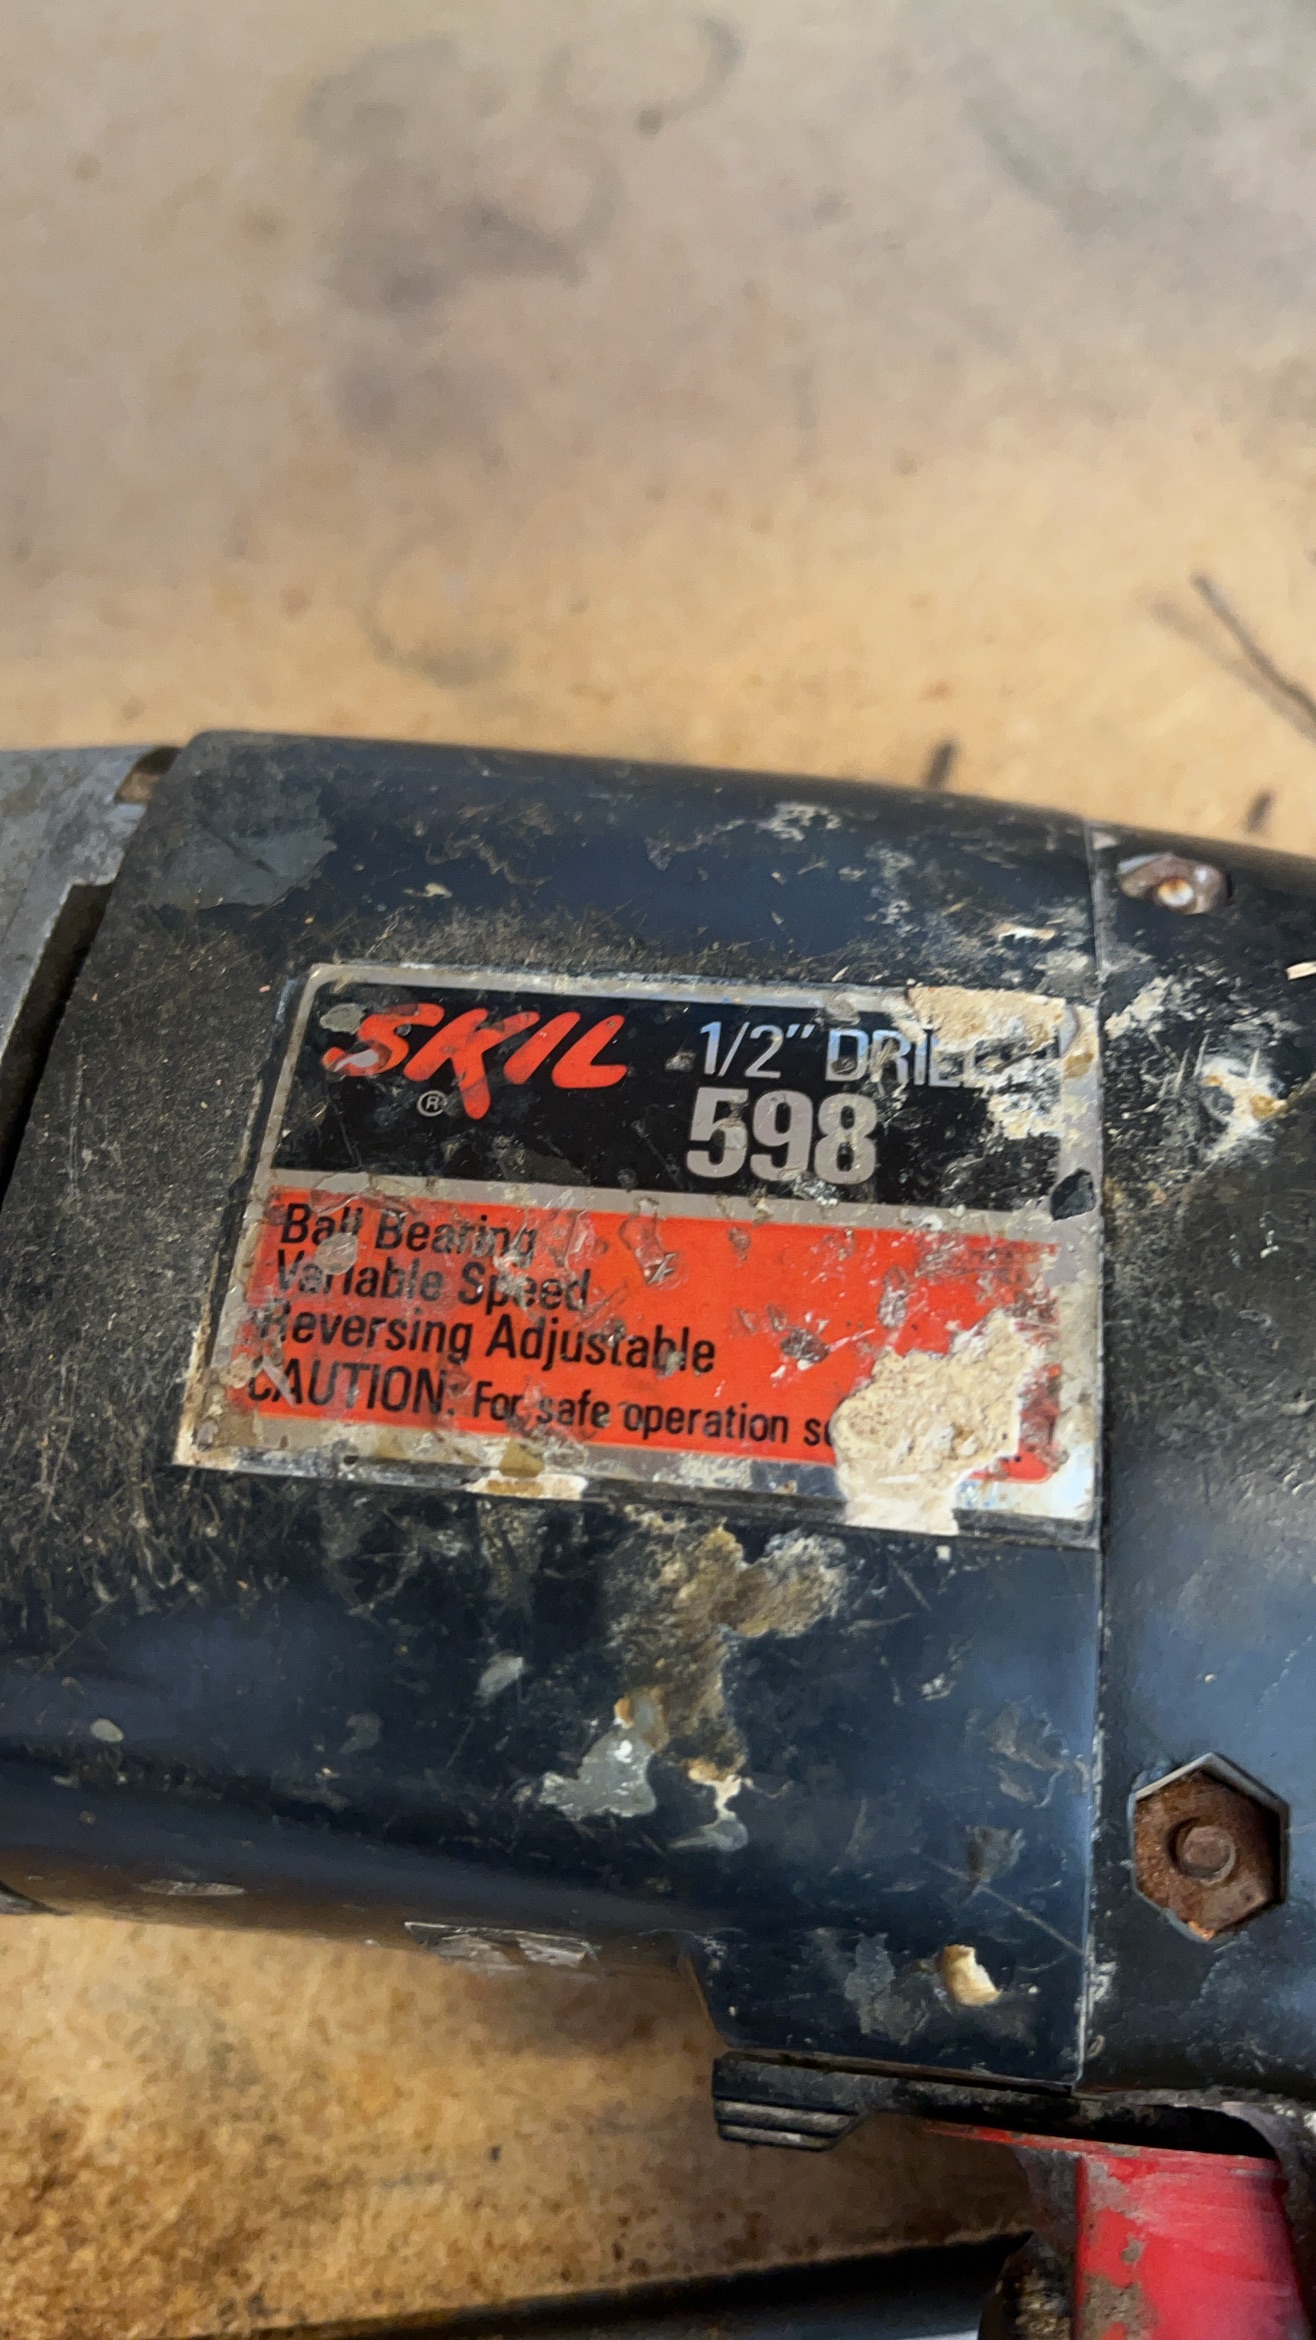 SKIL 1/2” DRILL
® 598
Ball Bearing
Variable Speed
Reversing Adjustable
CAUTION: For safe operation